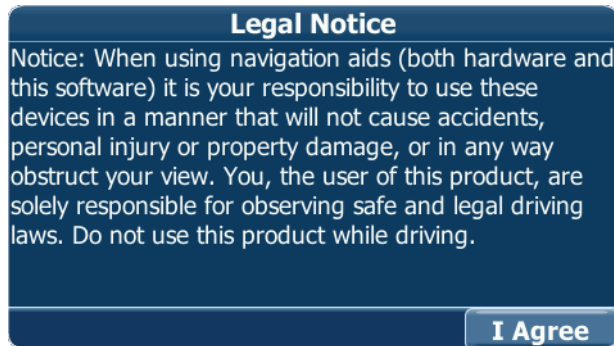 Legal Notice
Notice: When using navigation aids (both hardware and
this software) it is your responsibility to use these
devices in a manner that will not cause accidents,
personal injury or property damage, or in any way
obstruct your view. You, the user of this product, are
solely responsible for observing safe and legal driving
laws. Do not use this product while driving.
I Agree